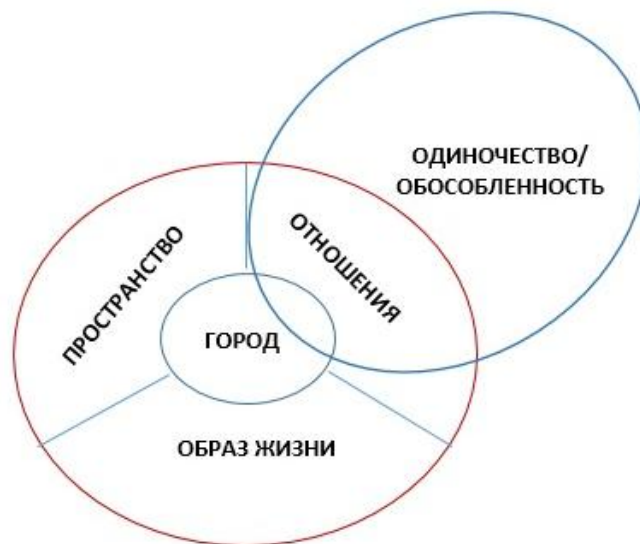 ОДИНОЧЕСТВО/
ОБОСОБЛЕННОСТЬ
ПРОСТРАНСТВО
ОТНОШЕНИЯ
ГОРОД
ОБРАЗ ЖИЗНИ